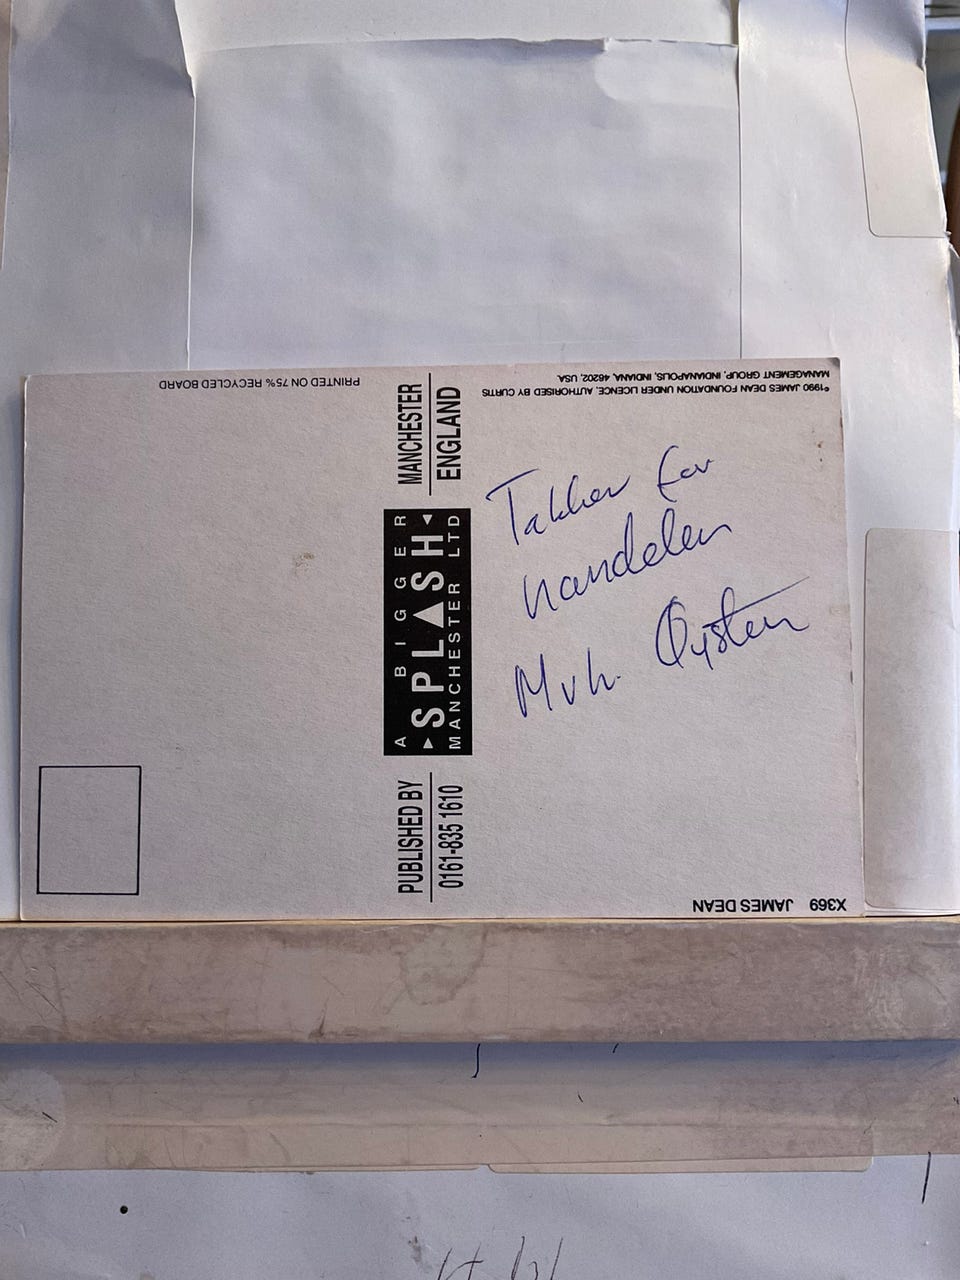 PRINTED ON 75% RECYCLED BOARD
©1990 JAMES DEAN FOUNDATION UNDER LICENCE. AUTHORISED BY CURTIS
MANAGEMENT GROUP, INDIANAPOLIS, INDIANA, 46202, USA.
PUBLISHED BY
0161-835 1610
A BIGGER
SPLASH
MANCHESTER LTD
MANCHESTER
ENGLAND
Takker for
handelen
Mvh. Øystein
X369 JAMES DEAN